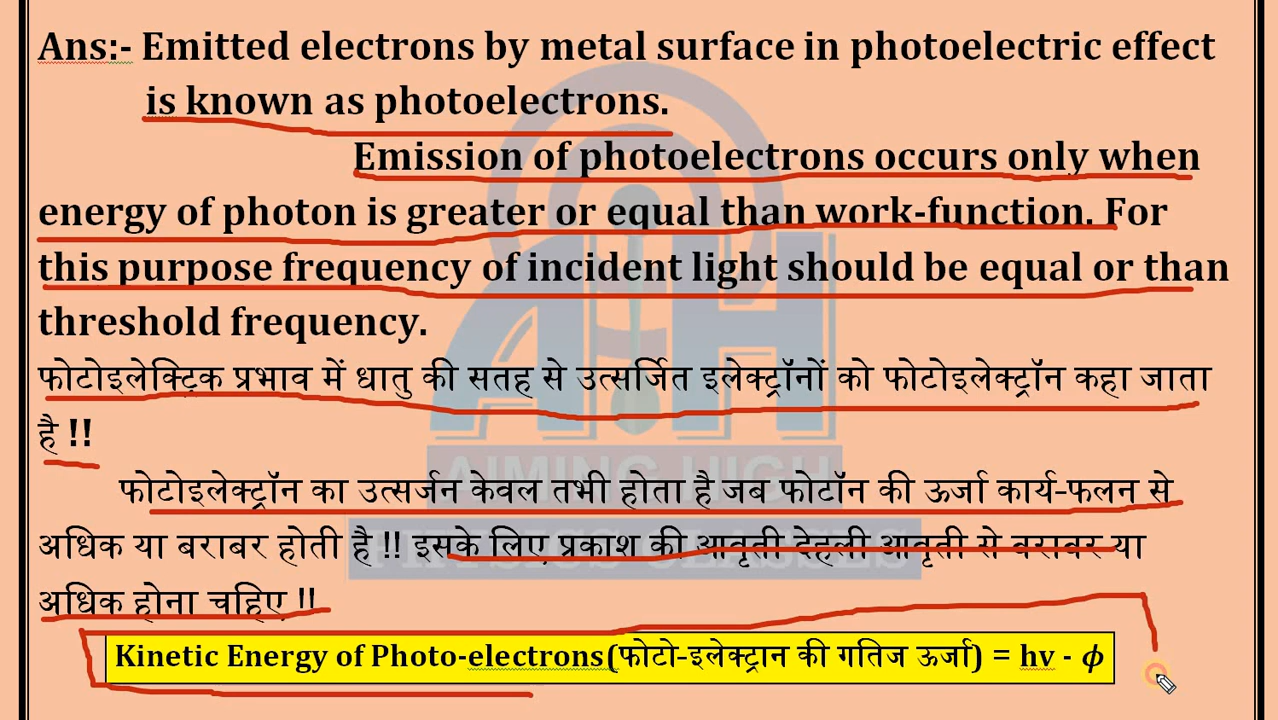 Ans:- Emitted electrons by metal surface in photoelectric effect
is known as photoelectrons.
Emission of photoelectrons occurs only when
energy of photon is greater or equal than work-function. For
this purpose frequency of incident light should be equal or than
threshold frequency.
फोटोइलेक्ट्रिक प्रभाव में धातु की सतह से उत्सर्जित इलेक्ट्रॉनों को फोटोइलेक्ट्रॉन कहा जाता
है !!
फोटोइलेक्ट्रॉन का उत्सर्जन केवल तभी होता है जब फोटॉन की ऊर्जा कार्य-फलन से
अधिक या बराबर होती है !! इसके लिए प्रकाश की आवृती देहली आवृती से बराबर या
अधिक होना चहिए !!
Kinetic Energy of Photo-electrons(फोटो-इलेक्ट्रान की गतिज ऊर्जा) = hv - ϕ
AIMING HIGH
PHYSICS CLASSES